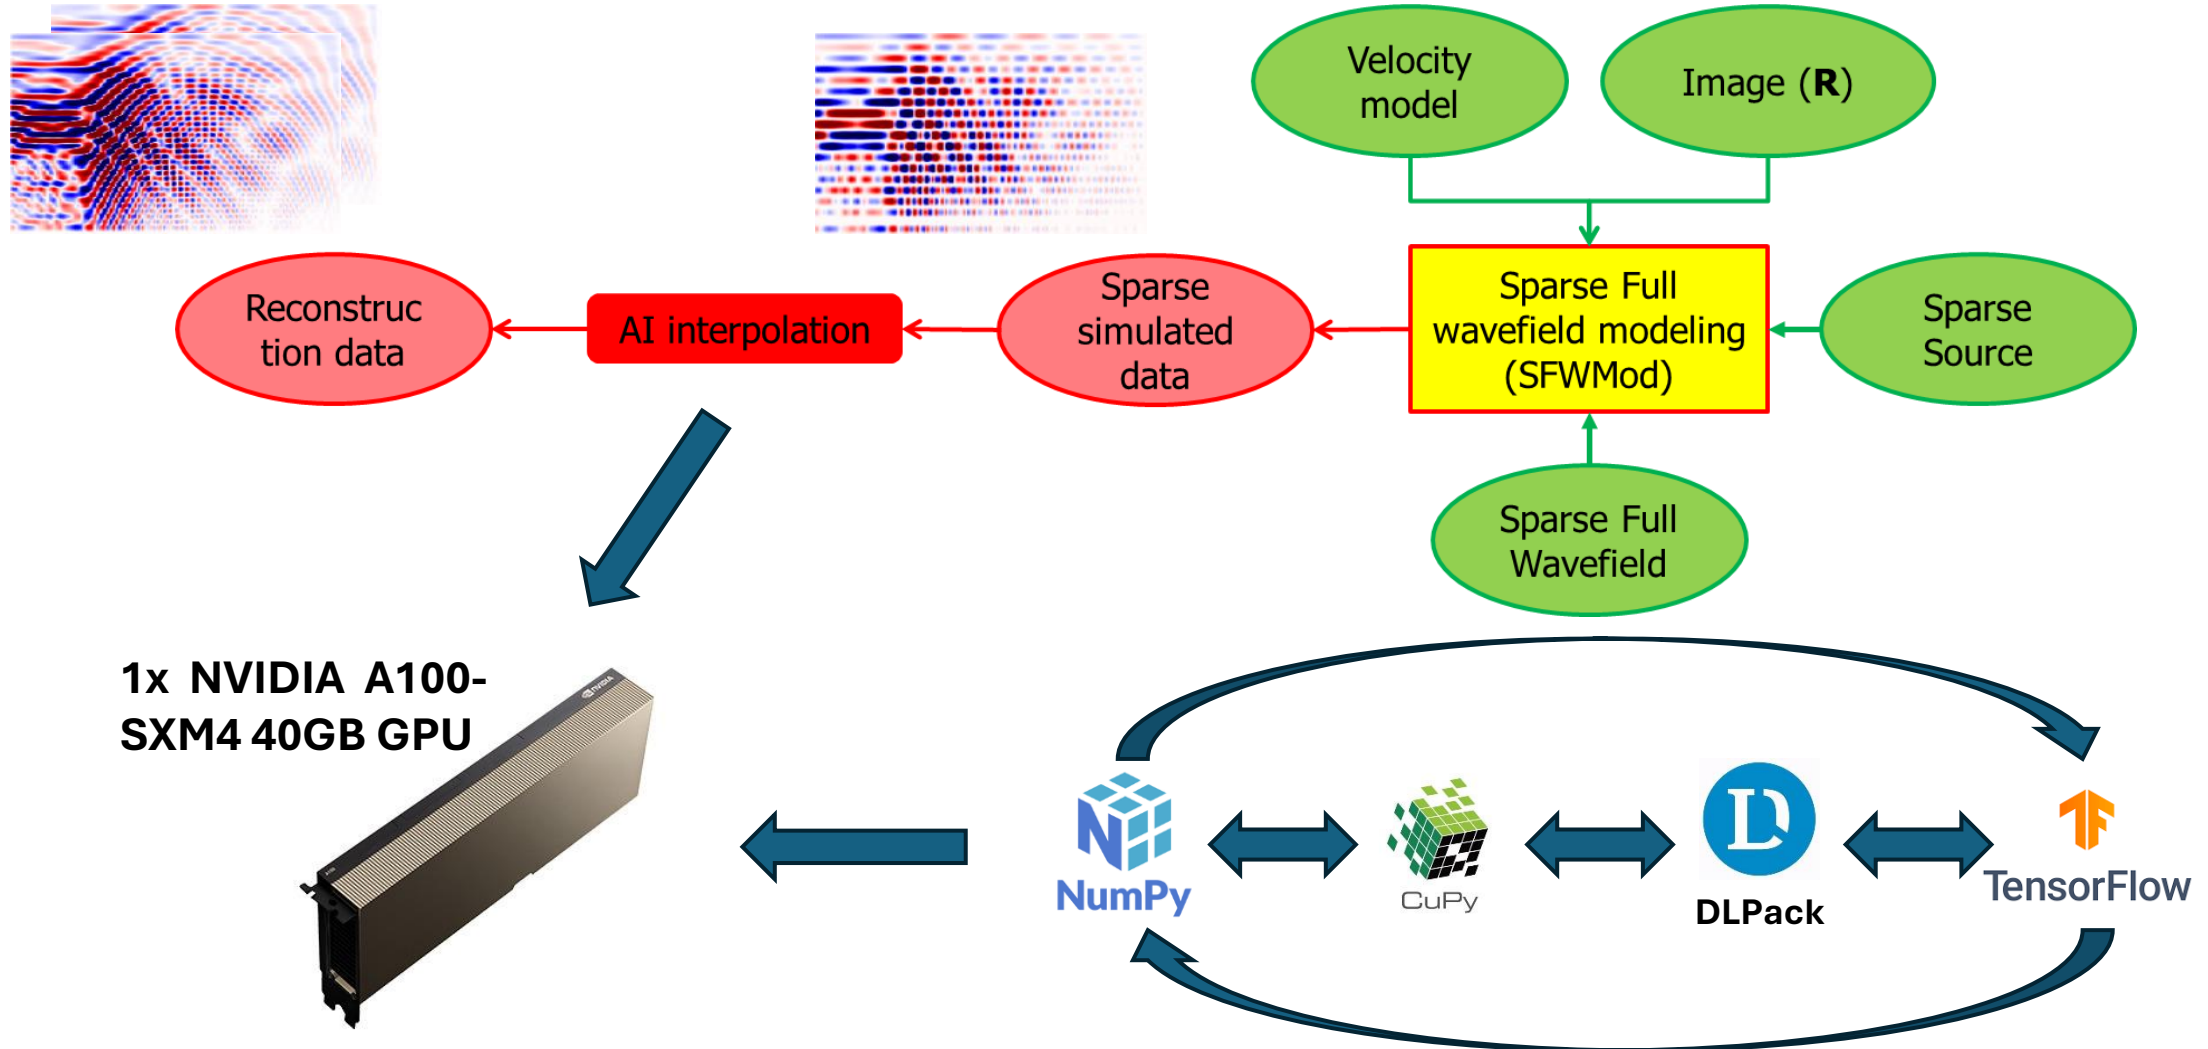 Velocity
model
Image (R)
Reconstruc
tion data
AI interpolation
Sparse
simulated
data
Sparse Full
wavefield modeling
(SFWMod)
Sparse
Source
Sparse Full
Wavefield
1x NVIDIA A100-
SXM4 40GB GPU
NVIDIA
NumPy
CuPy
DLPack
TensorFlow